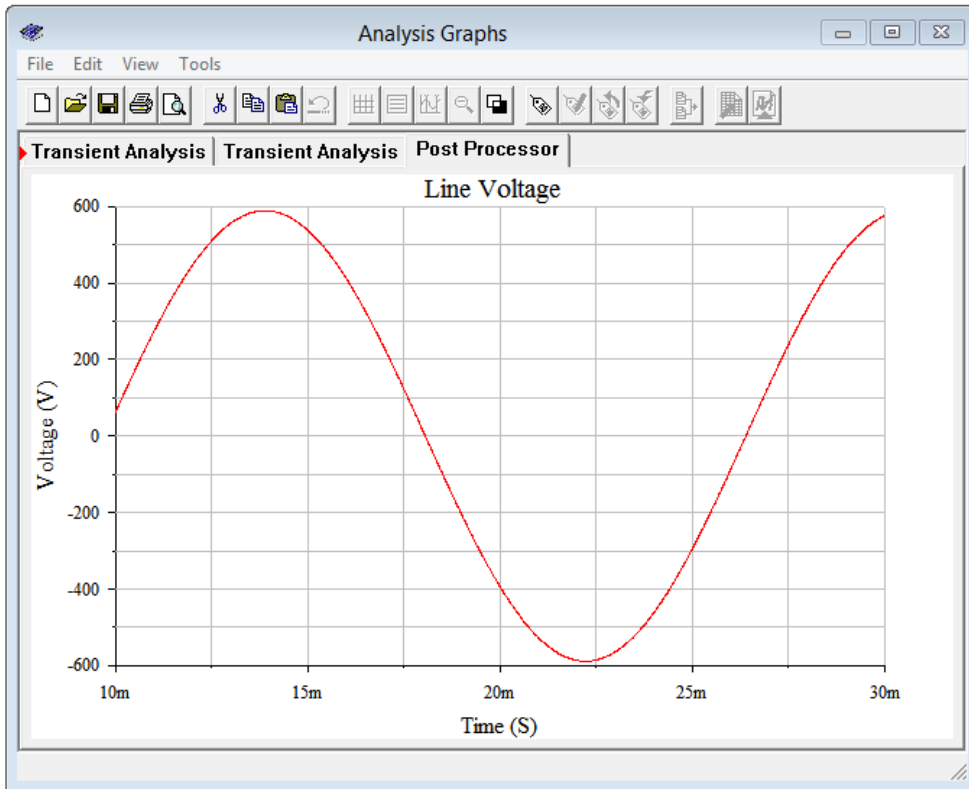 Analysis Graphs
File Edit View Tools
Transient Analysis Transient Analysis Post Processor
Line Voltage
600
400
200
0
-200
-400
-600
Voltage (V)
10m 15m 20m 25m 30m
Time (S)